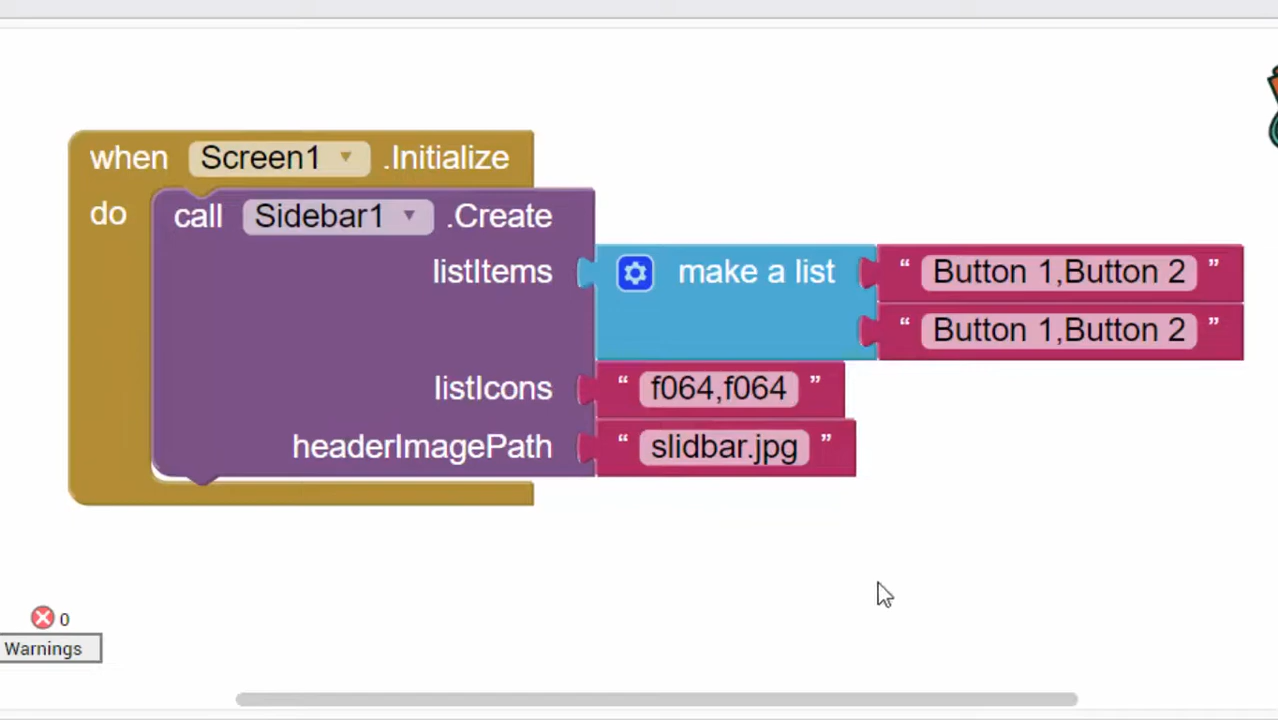 when Screen1 .Initialize
do call Sidebar1 .Create
listItems make a list “ Button 1,Button 2 ”
“ Button 1,Button 2 ”
listIcons “ f064,f064 ”
headerImagePath “ slidbar.jpg ”
0
Warnings